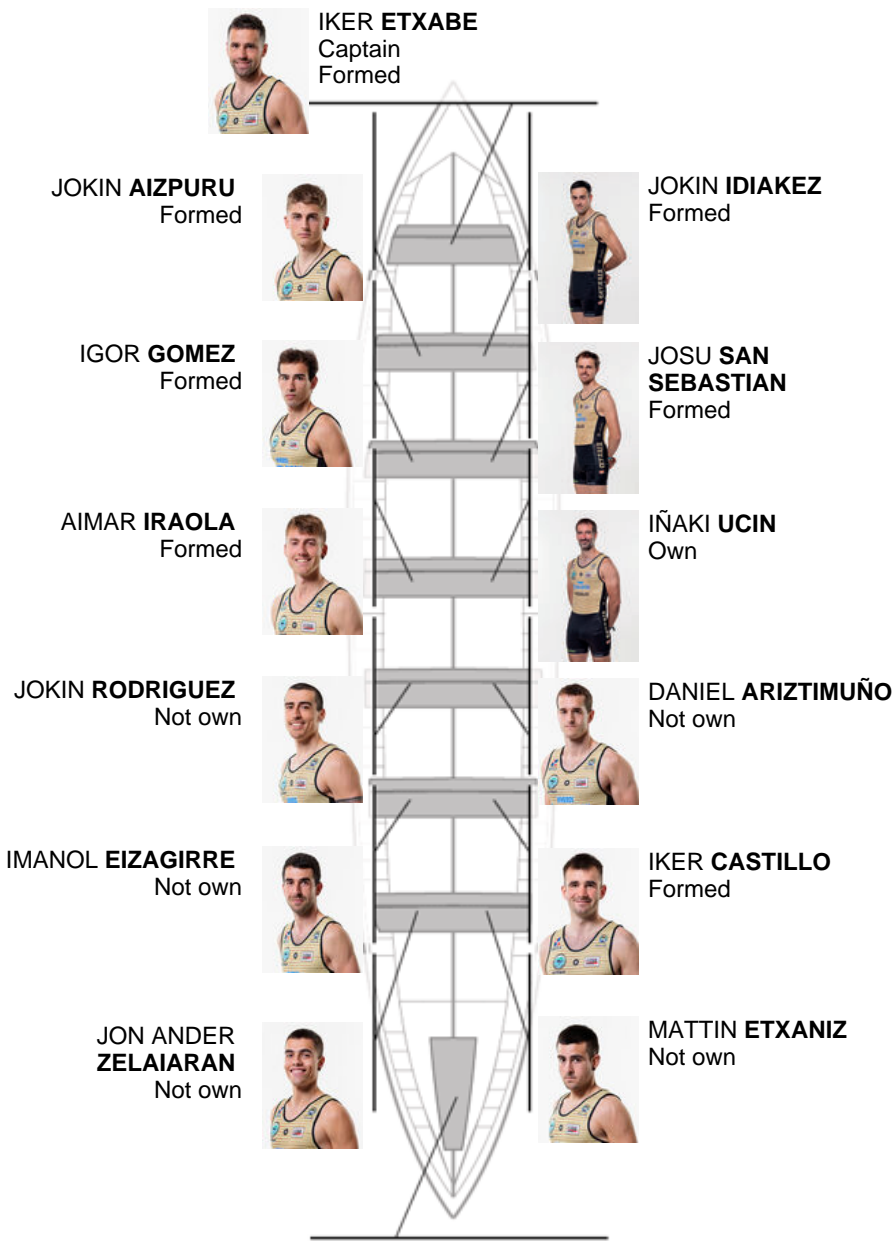 IKER ETXABE
Captain
Formed
JOKIN AIZPURU
Formed
JOKIN IDIAKEZ
Formed
IGOR GOMEZ
Formed
JOSU SAN
SEBASTIAN
Formed
AIMAR IRAOLA
Formed
IÑAKI UCIN
Own
JOKIN RODRIGUEZ
Not own
DANIEL ARIZTIMUÑO
Not own
IMANOL EIZAGIRRE
Not own
IKER CASTILLO
Formed
JON ANDER
ZELAIARAN
Not own
MATTIN ETXANIZ
Not own